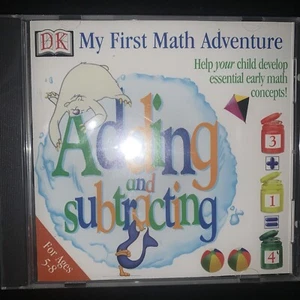 DK My First Math Adventure
Help your child develop
essential early math
concepts!
Adding
and
subtracting
3
+
1
=
4
For Ages
5-8